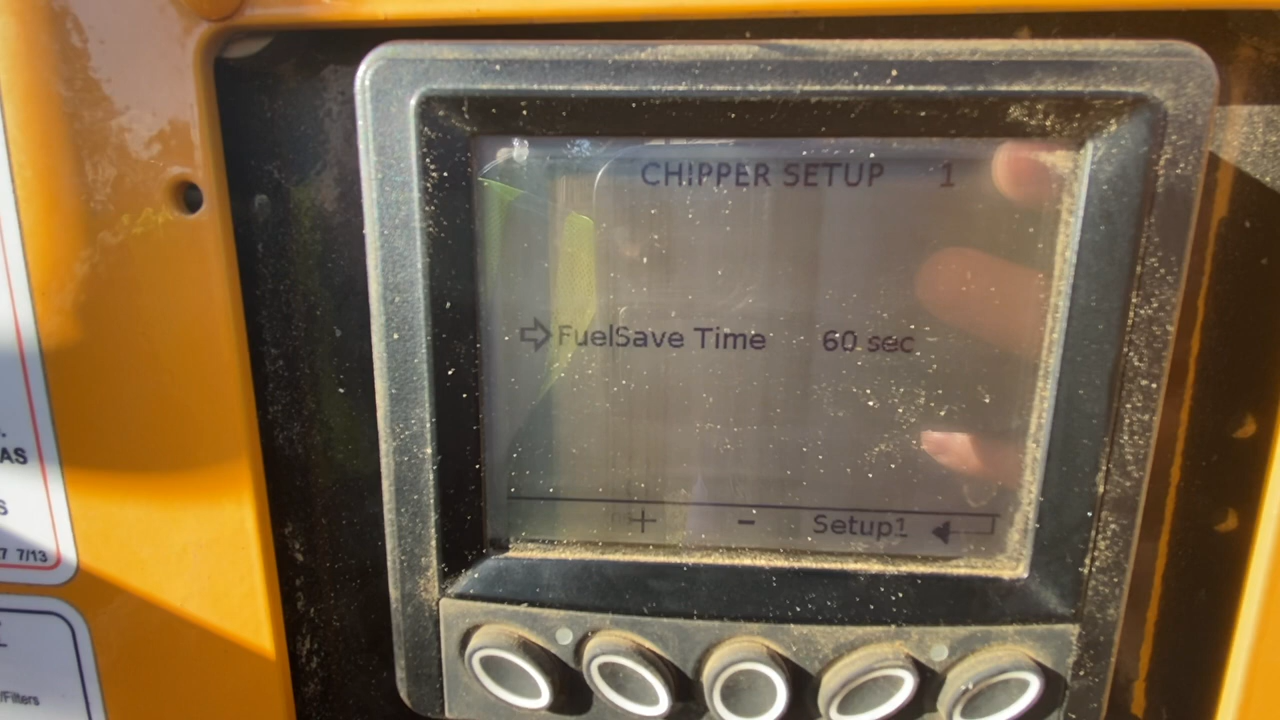 CHIPPER SETUP 1
FuelSave Time 60 sec
+ - Setup1
AS
S
7 7/13
/Filters